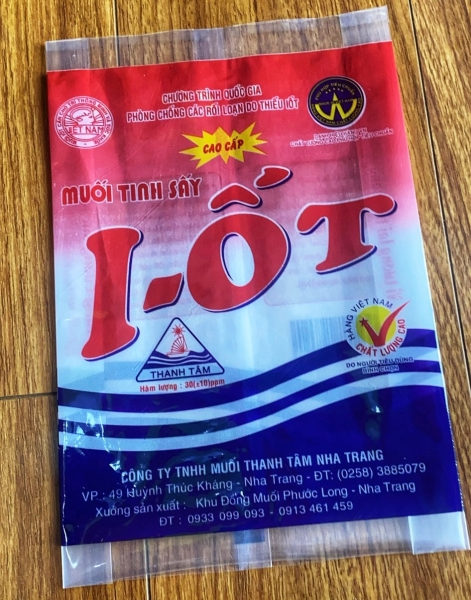 CHƯƠNG TRÌNH QUỐC GIA
PHÒNG CHỐNG CÁC RỐI LOẠN DO THIẾU IỐT
VIỆT NAM
CAO CẤP
MUỐI TINH SẤY
I-ỐT
THANH TÂM
Hàm lượng : 30(±10)ppm
HÀNG VIỆT NAM
CHẤT LƯỢNG CAO
DO NGƯỜI TIÊU DÙNG
BÌNH CHỌN
CÔNG TY TNHH MUỐI THANH TÂM NHA TRANG
VP : 49 Huỳnh Thúc Kháng - Nha Trang - ĐT: (0258) 3885079
Xưởng sản xuất : Khu Đồng Muối Phước Long - Nha Trang
ĐT : 0933 099 093 - 0913 461 459